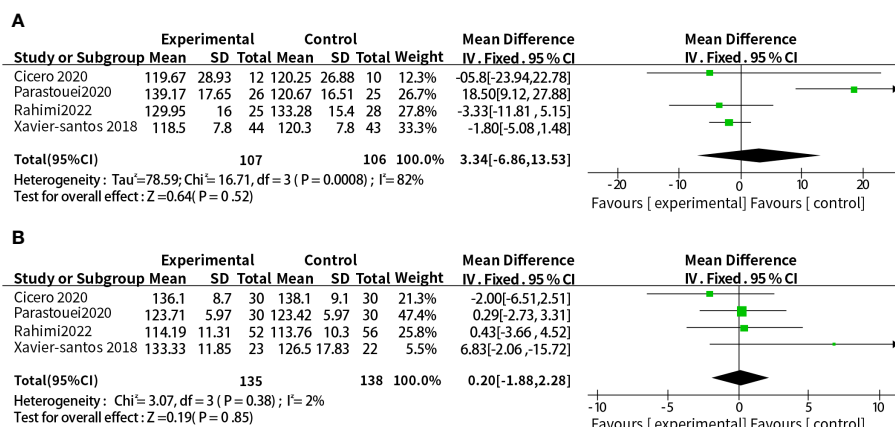 A
Experimental Control Mean Difference Mean Difference
Study or Subgroup Mean SD Total Mean SD Total Weight IV . Fixed . 95 % CI IV . Fixed . 95 % CI
Cicero 2020 119.67 28.93 12 120.25 26.88 10 12.3% -05.8[-23.94,22.78]
Parastouei2020 139.17 17.65 26 120.67 16.51 25 26.7% 18.50[9.12, 27.88]
Rahimi2022 129.95 16 25 133.28 15.4 28 27.8% -3.33[-11.81 , 5.15]
Xavier-santos 2018 118.5 7.8 44 120.3 7.8 43 33.3% -1.80[-5.08 ,1.48]
Total(95%CI) 107 106 100.0% 3.34[-6.86,13.53]
Heterogeneity : Tau²=78.59; Chi²= 16.71, df = 3 ( P = 0.0008) ; I²= 82%
Test for overall effect : Z =0.64( P = 0 .52)
-20 -10 0 10 20
Favours [ experimental] Favours [ control]
B
Experimental Control Mean Difference Mean Difference
Study or Subgroup Mean SD Total Mean SD Total Weight IV . Fixed . 95 % CI IV . Fixed . 95 % CI
Cicero 2020 136.1 8.7 30 138.1 9.1 30 21.3% -2.00[-6.51,2.51]
Parastouei2020 123.71 5.97 30 123.42 5.97 30 47.4% 0.29[-2.73, 3.31]
Rahimi2022 114.19 11.31 52 113.76 10.3 56 25.8% 0.43[-3.66 , 4.52]
Xavier-santos 2018 133.33 11.85 23 126.5 17.83 22 5.5% 6.83[-2.06 ,-15.72]
Total(95%CI) 135 138 100.0% 0.20[-1.88,2.28]
Heterogeneity : Chi²= 3.07, df = 3 ( P = 0.38) ; I²= 2%
Test for overall effect : Z =0.19( P = 0 .85)
-10 -5 0 5 10
Favours [ experimental] Favours [ control]